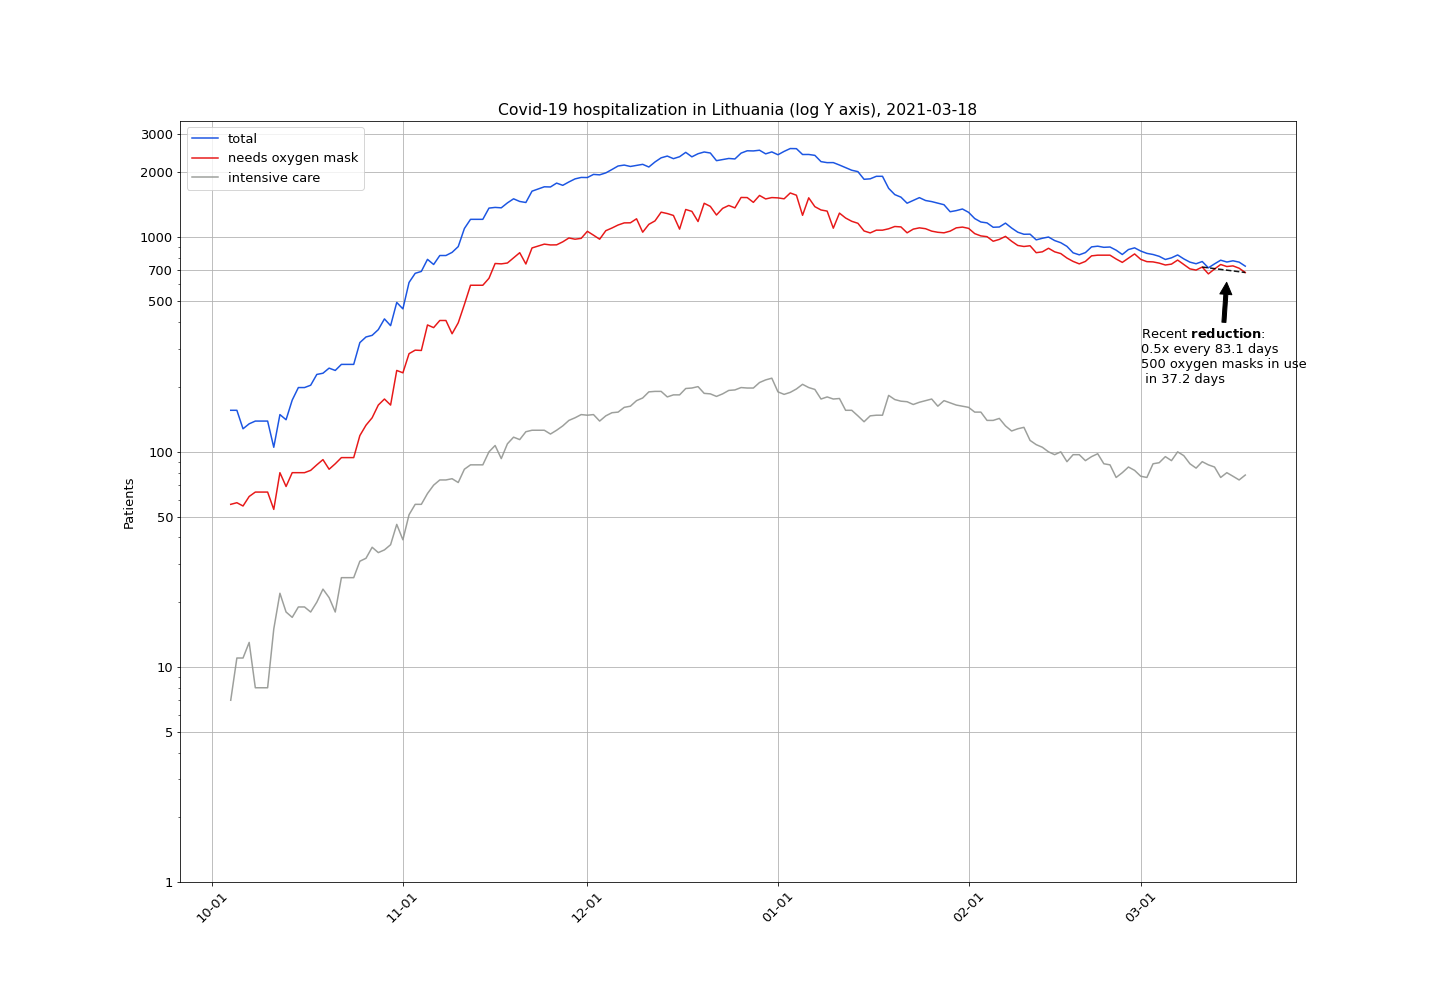 Covid-19 hospitalization in Lithuania (log Y axis), 2021-03-18
total
needs oxygen mask
intensive care
3000
2000
1000
700
500
100
50
10
5
1
Patients
Recent reduction:
0.5x every 83.1 days
500 oxygen masks in use
in 37.2 days
10-01
11-01
12-01
01-01
02-01
03-01